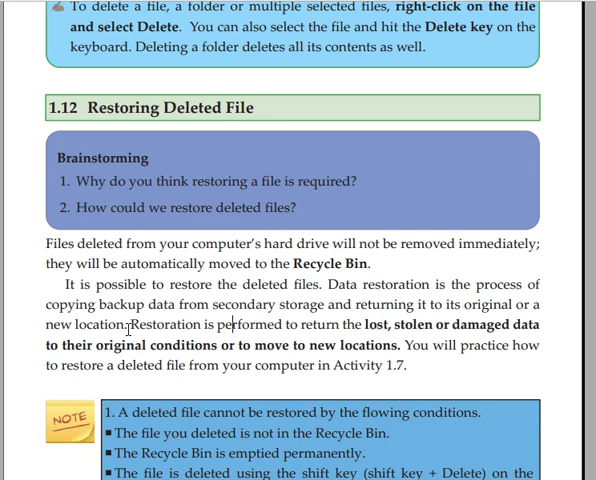 To delete a file, a folder or multiple selected files, right-click on the file
and select Delete. You can also select the file and hit the Delete key on the
keyboard. Deleting a folder deletes all its contents as well.
1.12 Restoring Deleted File
Brainstorming
1. Why do you think restoring a file is required?
2. How could we restore deleted files?
Files deleted from your computer's hard drive will not be removed immediately;
they will be automatically moved to the Recycle Bin.
It is possible to restore the deleted files. Data restoration is the process of
copying backup data from secondary storage and returning it to its original or a
new location. Restoration is performed to return the lost, stolen or damaged data
to their original conditions or to move to new locations. You will practice how
to restore a deleted file from your computer in Activity 1.7.
NOTE
1. A deleted file cannot be restored by the flowing conditions.
▪ The file you deleted is not in the Recycle Bin.
▪ The Recycle Bin is emptied permanently.
▪ The file is deleted using the shift key (shift key + Delete) on the